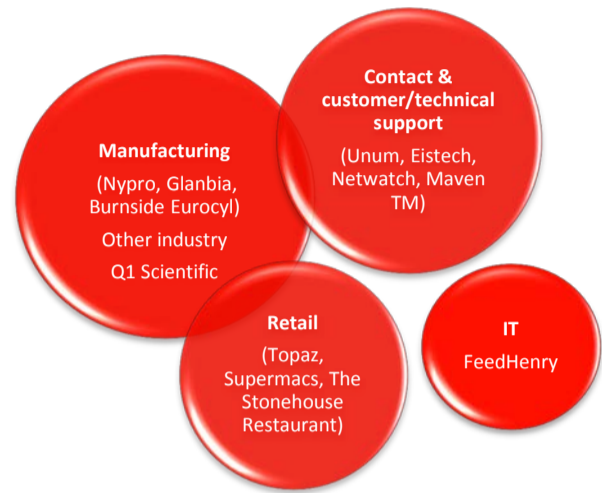 Manufacturing
(Nypro, Glanbia,
Burnside Eurocyl)
Other industry
Q1 Scientific
Contact &
customer/technical
support
(Unum, Eistech,
Netwatch, Maven
TM)
Retail
(Topaz,
Supermacs, The
Stonehouse
Restaurant)
IT
FeedHenry